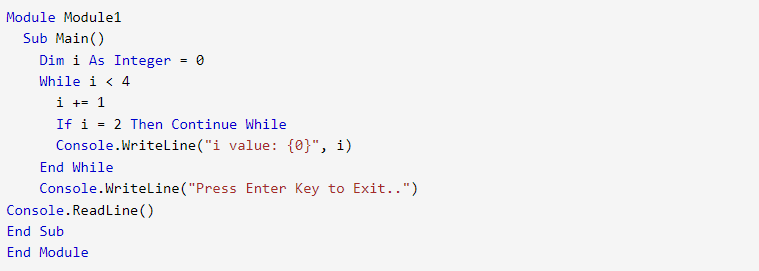 Module Module1
Sub Main()
Dim i As Integer = 0
While i < 4
i += 1
If i = 2 Then Continue While
Console.WriteLine("i value: {0}", i)
End While
Console.WriteLine("Press Enter Key to Exit..")
Console.ReadLine()
End Sub
End Module